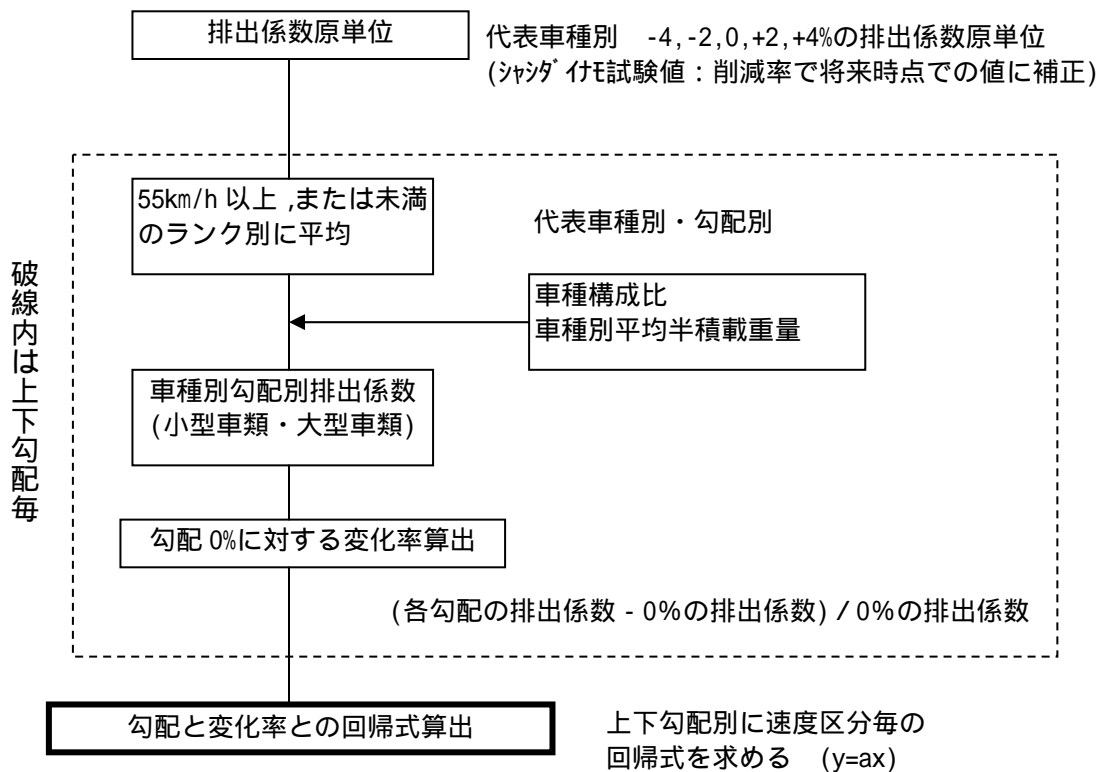 排出係数原単位
代表車種別　-4,-2,0,+2,+4%の排出係数原単位
(ｼｬｼﾀﾞｲﾅﾓ試験値：削減率で将来時点での値に補正)
破線内は上下勾配毎
55km/h 以上,または未満
のランク別に平均
代表車種別・勾配別
車種構成比
車種別平均半積載重量
車種別勾配別排出係数
(小型車類・大型車類)
勾配 0%に対する変化率算出
(各勾配の排出係数 - 0%の排出係数) / 0%の排出係数
勾配と変化率との回帰式算出
上下勾配別に速度区分毎の
回帰式を求める　(y=ax)